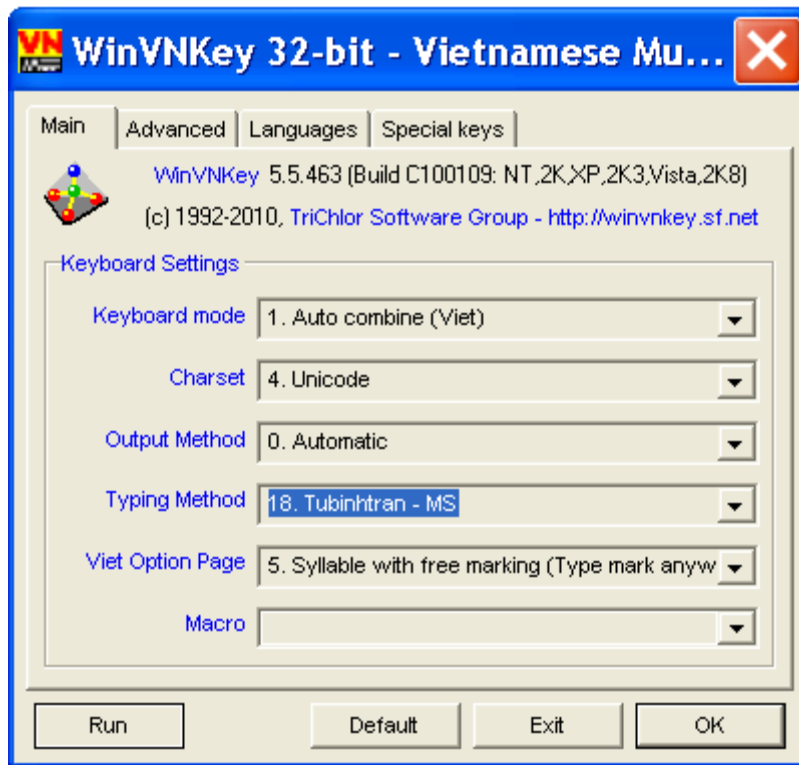 VN
WinVNKey 32-bit - Vietnamese Mu...
Main Advanced Languages Special keys
WinVNKey 5.5.463 (Build C100109: NT,2K,XP,2K3,Vista,2K8)
(c) 1992-2010, TriChlor Software Group - http://winvnkey.sf.net
Keyboard Settings
Keyboard mode 1. Auto combine (Viet)
Charset 4. Unicode
Output Method 0. Automatic
Typing Method 18. Tubinhtran - MS
Viet Option Page 5. Syllable with free marking (Type mark anyw
Macro
Run Default Exit OK